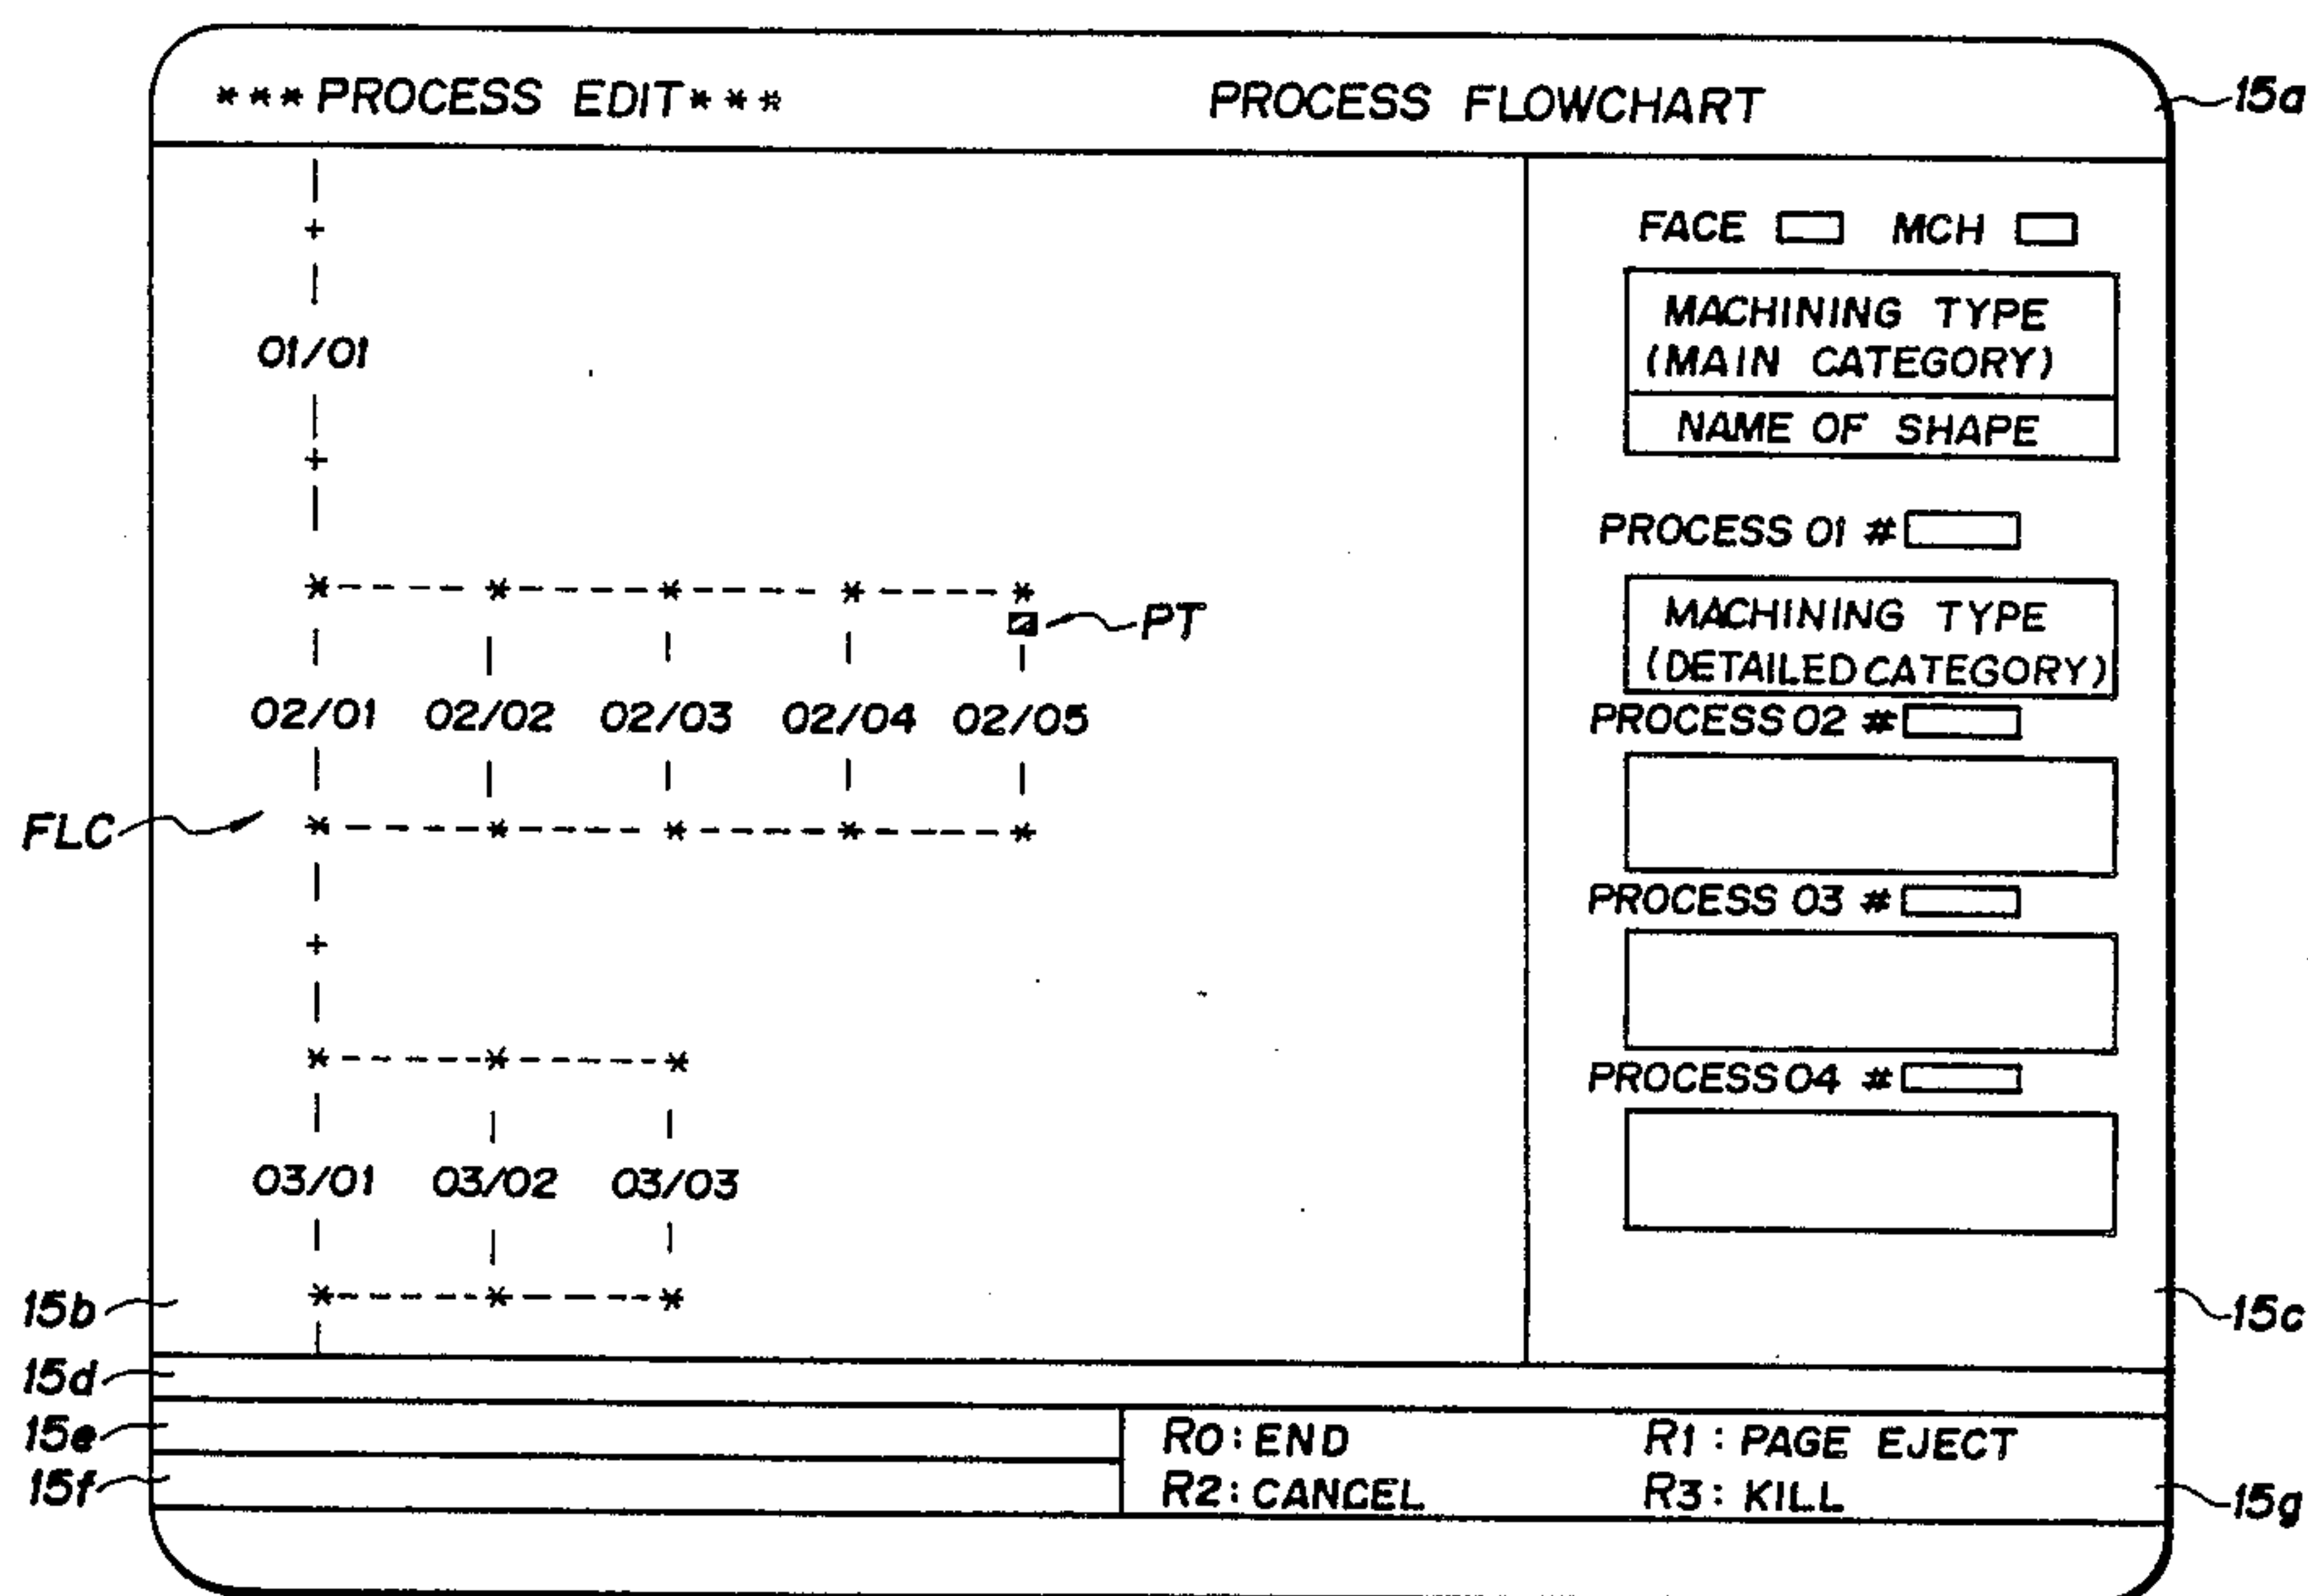 ***PROCESS EDIT***
PROCESS FLOWCHART
15a
FACE MCH
MACHINING TYPE
(MAIN CATEGORY)
NAME OF SHAPE
01/01
PROCESS 01 #
PT
MACHINING TYPE
(DETAILED CATEGORY)
02/01 02/02 02/03 02/04 02/05
PROCESS 02 #
FLC
PROCESS 03 #
PROCESS 04 #
03/01 03/02 03/03
15b
15c
15d
15e
R0: END R1: PAGE EJECT
15f
R2: CANCEL R3: KILL
15g